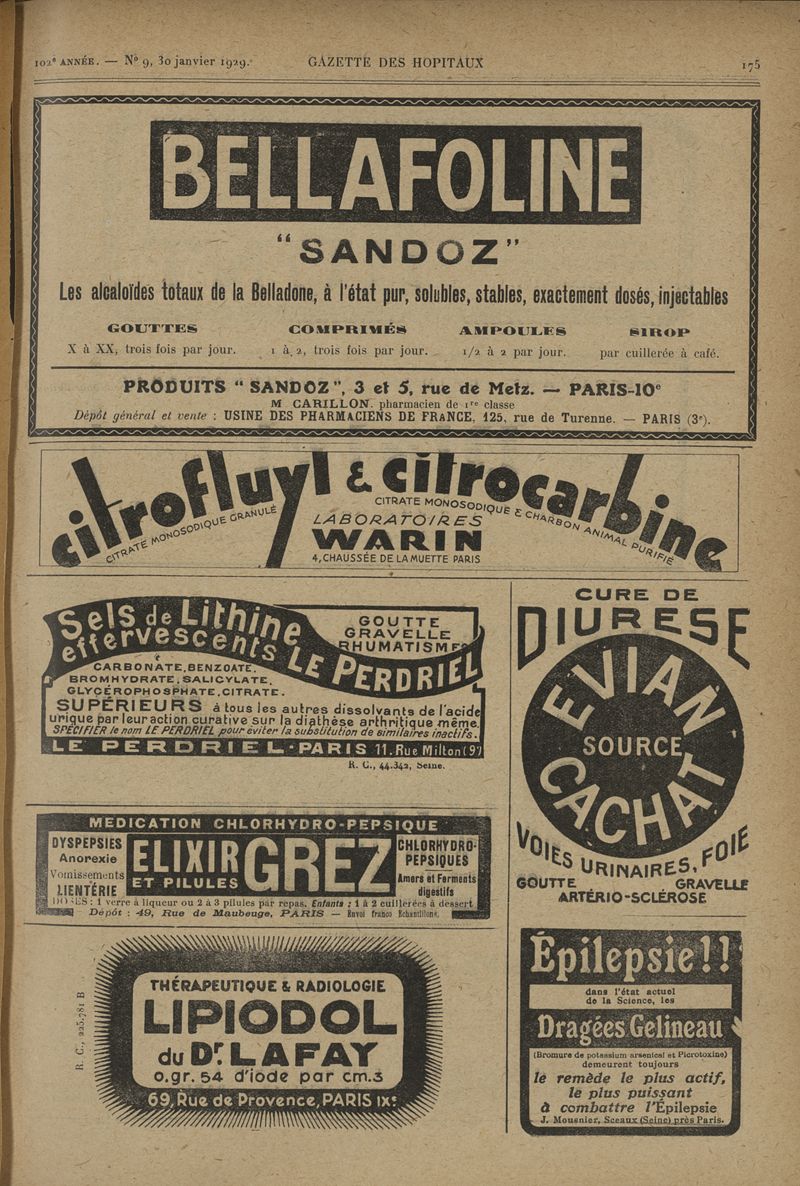 102e ANNÉE. — No 9, 30 janvier 1929.
GAZETTE DES HOPITAUX
175
BELLAFOLINE
“SANDOZ”
Les alcaloïdes totaux de la Belladone, à l'état pur, solubles, stables, exactement dosés, injectables
GOUTTES COMPRIMÉS AMPOULES SIROP
X à XX, trois fois par jour. 1 à 2, trois fois par jour. 1/2 à 2 par jour. par cuillerée à café.
PRODUITS “ SANDOZ ”, 3 et 5, rue de Metz. — PARIS-10e
M. CARILLON. pharmacien de 1re classe
Dépôt général et vente : USINE DES PHARMACIENS DE FRANCE, 125, rue de Turenne. — PARIS (3e).
citrofluyl & citrocarbine
CITRATE MONOSODIQUE GRANULÉ
CITRATE MONOSODIQUE & CHARBON ANIMAL PURIFIÉ
LABORATOIRES
WARIN
4, CHAUSSÉE DE LA MUETTE PARIS
Sels de Lithine
effervescents LE PERDRIEL
GOUTTE
GRAVELLE
RHUMATISMES
CARBONATE, BENZOATE.
BROMHYDRATE, SALICYLATE,
GLYCÉROPHOSPHATE, CITRATE.
SUPÉRIEURS à tous les autres dissolvants de l'acide
urique par leur action curative sur la diathèse arthritique même.
SPÉCIFIER le nom LE PERDRIEL pour éviter la substitution de similaires inactifs.
LE PERDRIEL - PARIS 11. Rue Milton (9e)
R. C., 44.342, Seine.
MEDICATION CHLORHYDRO-PEPSIQUE
DYSPEPSIES
Anorexie
Vomissements
LIENTÉRIE
ELIXIR GREZ
ET PILULES
CHLORHYDRO-
PEPSIQUES
Amers et Ferments
digestifs
DOSES : 1 verre à liqueur ou 2 à 3 pilules par repas. Enfants : 1 à 2 cuillerées à dessert
Dépôt : 49, Rue de Maubeuge, PARIS — Envoi franco Echantillons.
R. C., 225.781 B
THÉRAPEUTIQUE & RADIOLOGIE
LIPIODOL
du Dr. LAFAY
0.gr. 54 d'iode par cm.3
69, Rue de Provence, PARIS IXe
CURE DE
DIURESE
EVIAN
SOURCE
CACHAT
VOIES URINAIRES, FOIE
GOUTTE GRAVELLE
ARTÉRIO-SCLÉROSE
Épilepsie!!
dans l'état actuel
de la Science, les
Dragées Gelineau
(Bromure de potassium arsenical et Picrotoxine)
demeurent toujours
le remède le plus actif,
le plus puissant
à combattre l'Épilepsie
J. Mousnier, Sceaux (Seine) près Paris.